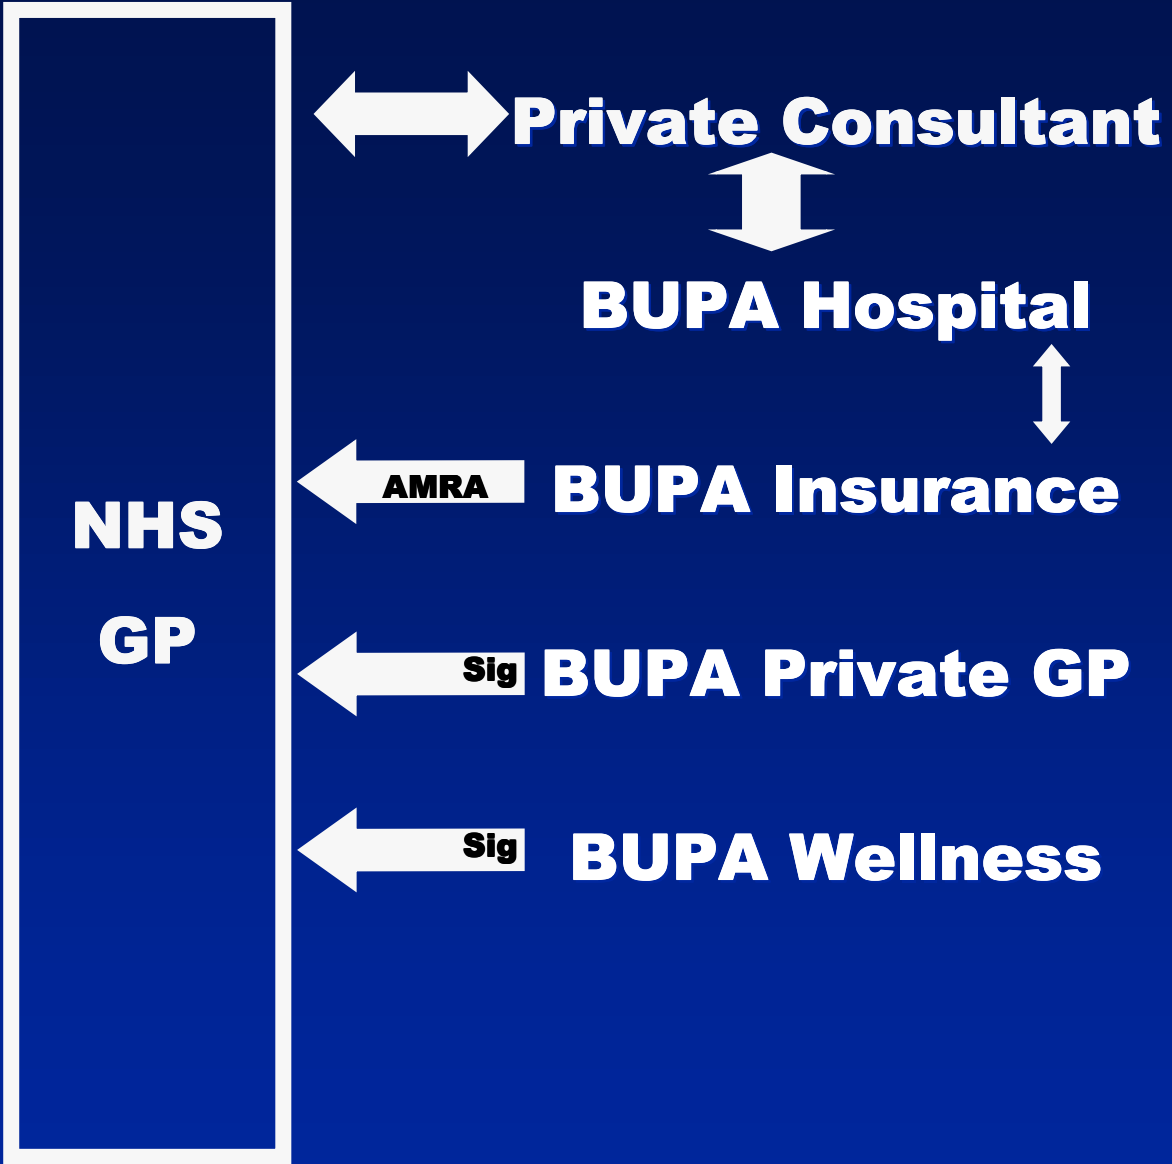 Private Consultant
BUPA Hospital
AMRA
BUPA Insurance
NHS
GP
Sig
BUPA Private GP
Sig
BUPA Wellness